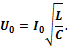 U₀ = I₀√(L/C).